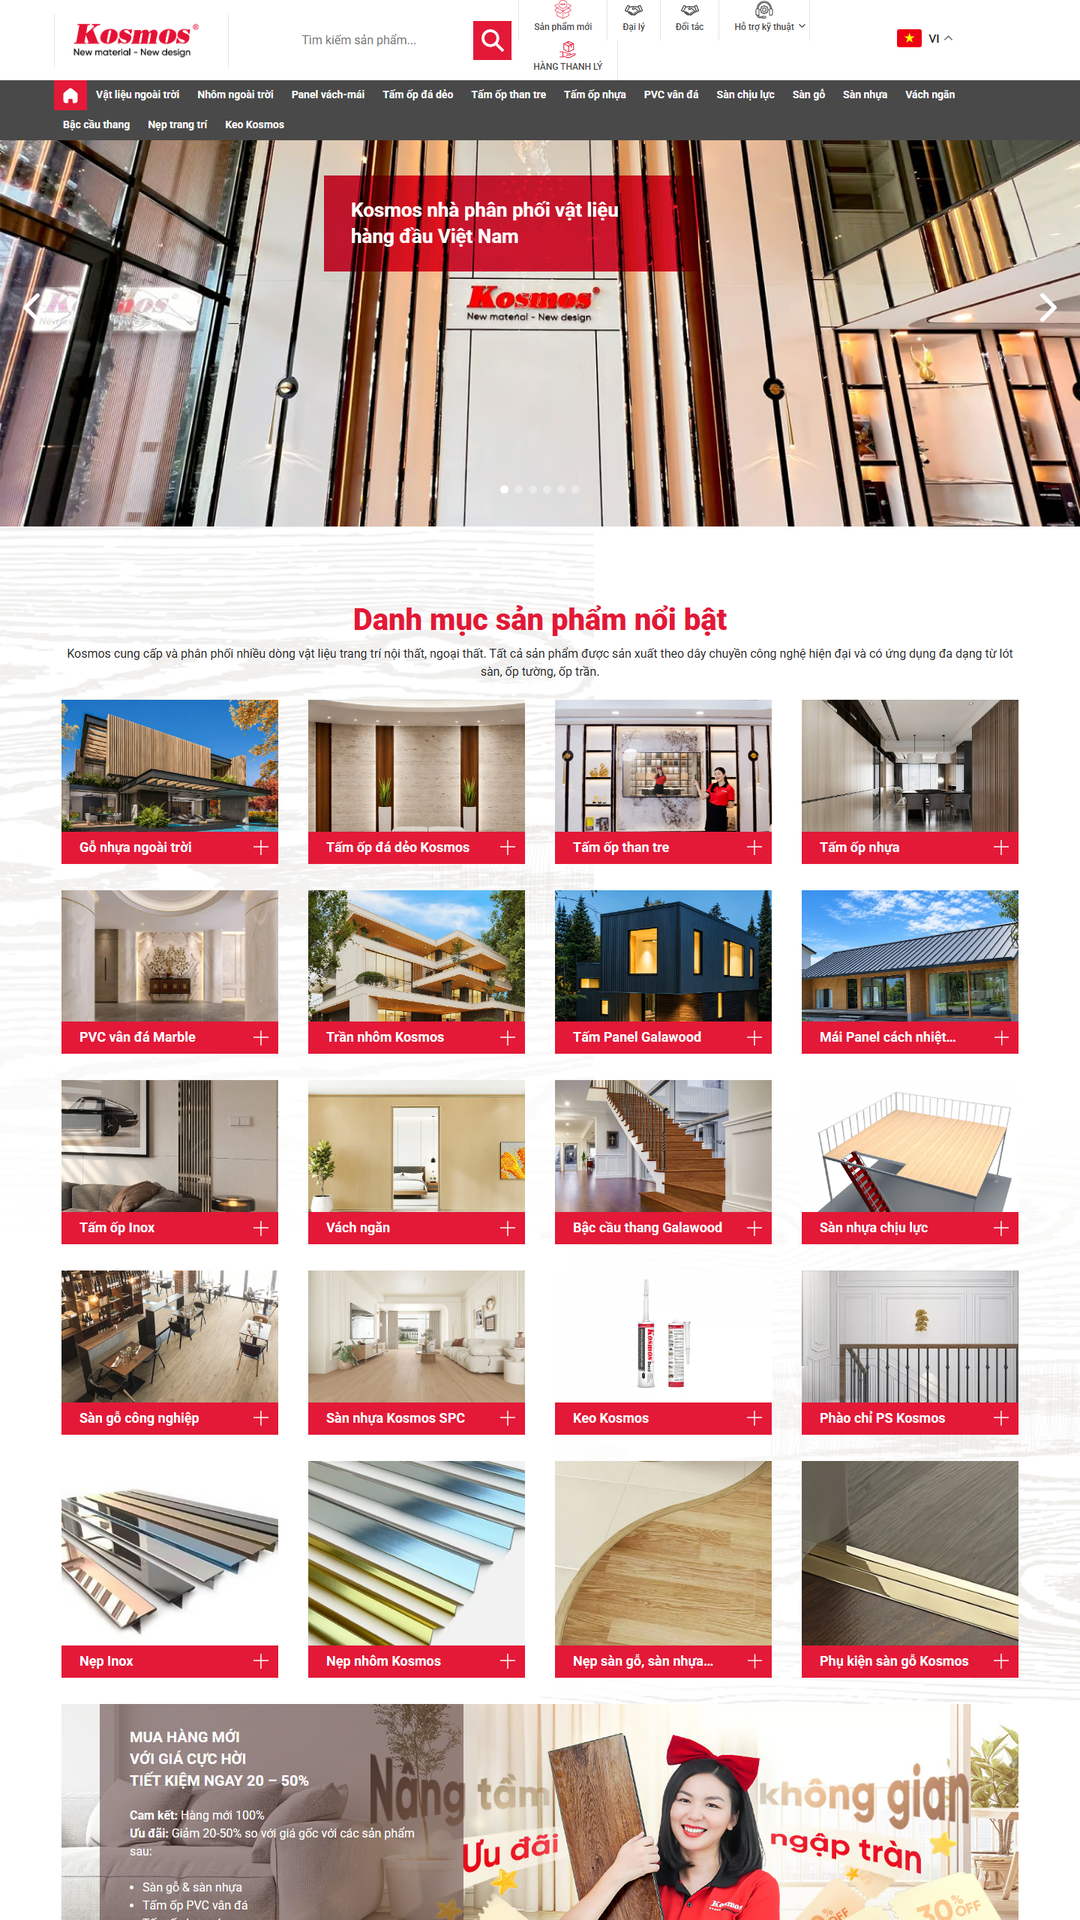 Kosmos®
New material - New design
Tìm kiếm sản phẩm...
Sản phẩm mới
Đại lý
Đối tác
Hỗ trợ kỹ thuật
HÀNG THANH LÝ
VI
Vật liệu ngoài trời
Nhôm ngoài trời
Panel vách-mái
Tấm ốp đá dẻo
Tấm ốp than tre
Tấm ốp nhựa
PVC vân đá
Sàn chịu lực
Sàn gỗ
Sàn nhựa
Vách ngăn
Bậc cầu thang
Nẹp trang trí
Keo Kosmos
Kosmos nhà phân phối vật liệu
hàng đầu Việt Nam
Kosmos®
New material - New design
Danh mục sản phẩm nổi bật
Kosmos cung cấp và phân phối nhiều dòng vật liệu trang trí nội thất, ngoại thất. Tất cả sản phẩm được sản xuất theo dây chuyền công nghệ hiện đại và có ứng dụng đa dạng từ lót
sàn, ốp tường, ốp trần.
Gỗ nhựa ngoài trời
Tấm ốp đá dẻo Kosmos
Tấm ốp than tre
Tấm ốp nhựa
PVC vân đá Marble
Trần nhôm Kosmos
Tấm Panel Galawood
Mái Panel cách nhiệt...
Tấm ốp Inox
Vách ngăn
Bậc cầu thang Galawood
Sàn nhựa chịu lực
Sàn gỗ công nghiệp
Sàn nhựa Kosmos SPC
Kosmos
Keo Kosmos
Phào chỉ PS Kosmos
Nẹp Inox
Nẹp nhôm Kosmos
Nẹp sàn gỗ, sàn nhựa...
Phụ kiện sàn gỗ Kosmos
MUA HÀNG MỚI
VỚI GIÁ CỰC HỜI
TIẾT KIỆM NGAY 20 – 50%
Cam kết: Hàng mới 100%
Ưu đãi: Giảm 20-50% so với giá gốc với các sản phẩm
sau:
Sàn gỗ & sàn nhựa
Tấm ốp PVC vân đá
Nâng tầm không gian
Ưu đãi ngập tràn
Kosmos
30% OFF